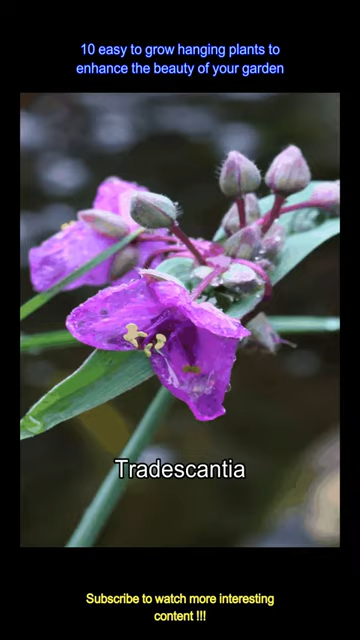 10 easy to grow hanging plants to
enhance the beauty of your garden
Tradescantia
Subscribe to watch more interesting
content !!!